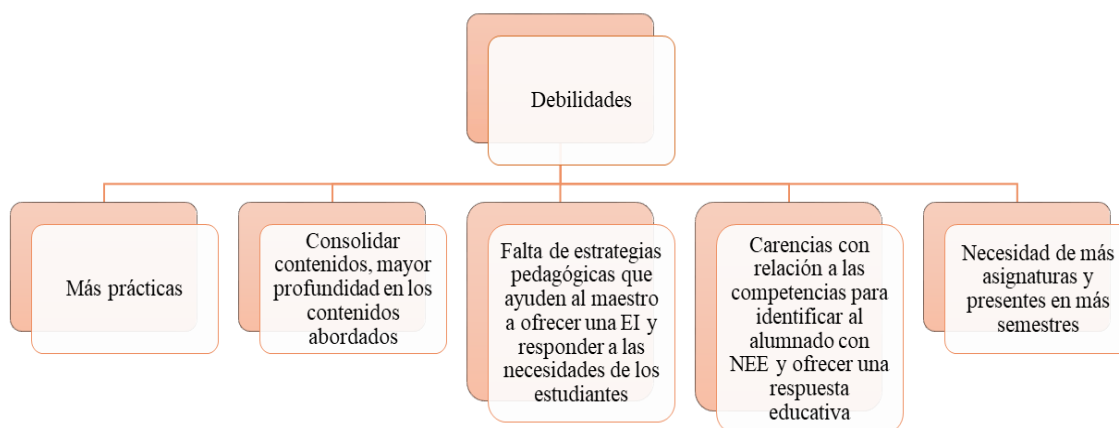 Debilidades
Más prácticas
Consolidar
contenidos, mayor
profundidad en los
contenidos
abordados
Falta de estrategias
pedagógicas que
ayuden al maestro
a ofrecer una EI y
responder a las
necesidades de los
estudiantes
Carencias con
relación a las
competencias para
identificar al
alumnado con
NEE y ofrecer una
respuesta
educativa
Necesidad de más
asignaturas y
presentes en más
semestres